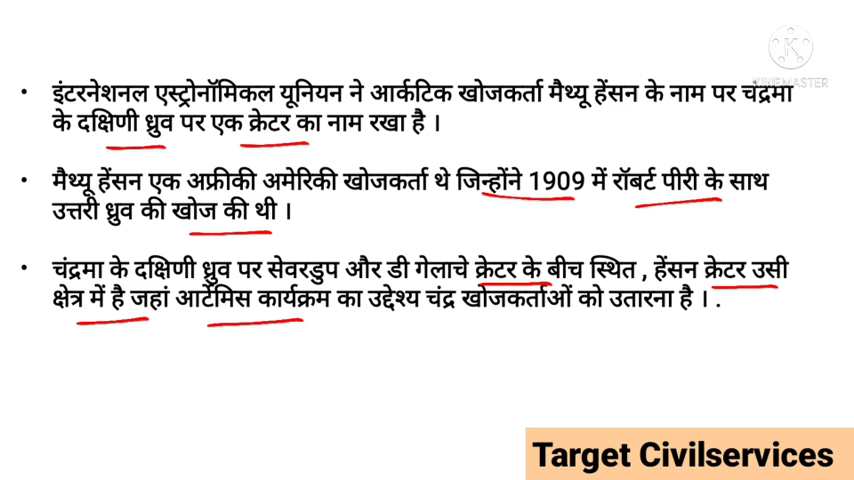 KINEMASTER
• इंटरनेशनल एस्ट्रोनॉमिकल यूनियन ने आर्कटिक खोजकर्ता मैथ्यू हेंसन के नाम पर चंद्रमा
के दक्षिणी ध्रुव पर एक क्रेटर का नाम रखा है ।
• मैथ्यू हेंसन एक अफ्रीकी अमेरिकी खोजकर्ता थे जिन्होंने 1909 में रॉबर्ट पीरी के साथ
उत्तरी ध्रुव की खोज की थी ।
• चंद्रमा के दक्षिणी ध्रुव पर सेवरडुप और डी गेलाचे क्रेटर के बीच स्थित , हेंसन क्रेटर उसी
क्षेत्र में है जहां आर्टेमिस कार्यक्रम का उद्देश्य चंद्र खोजकर्ताओं को उतारना है । .
Target Civilservices